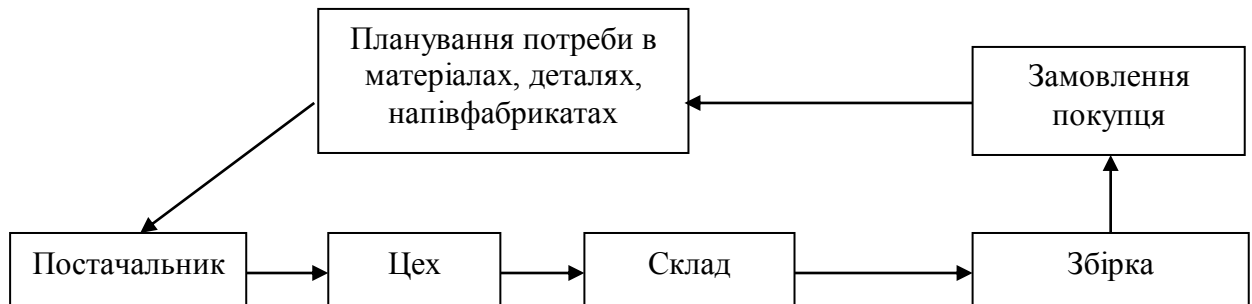 Планування потреби в
матеріалах, деталях,
напівфабрикатах
Замовлення
покупця
Постачальник
Цех
Склад
Збірка